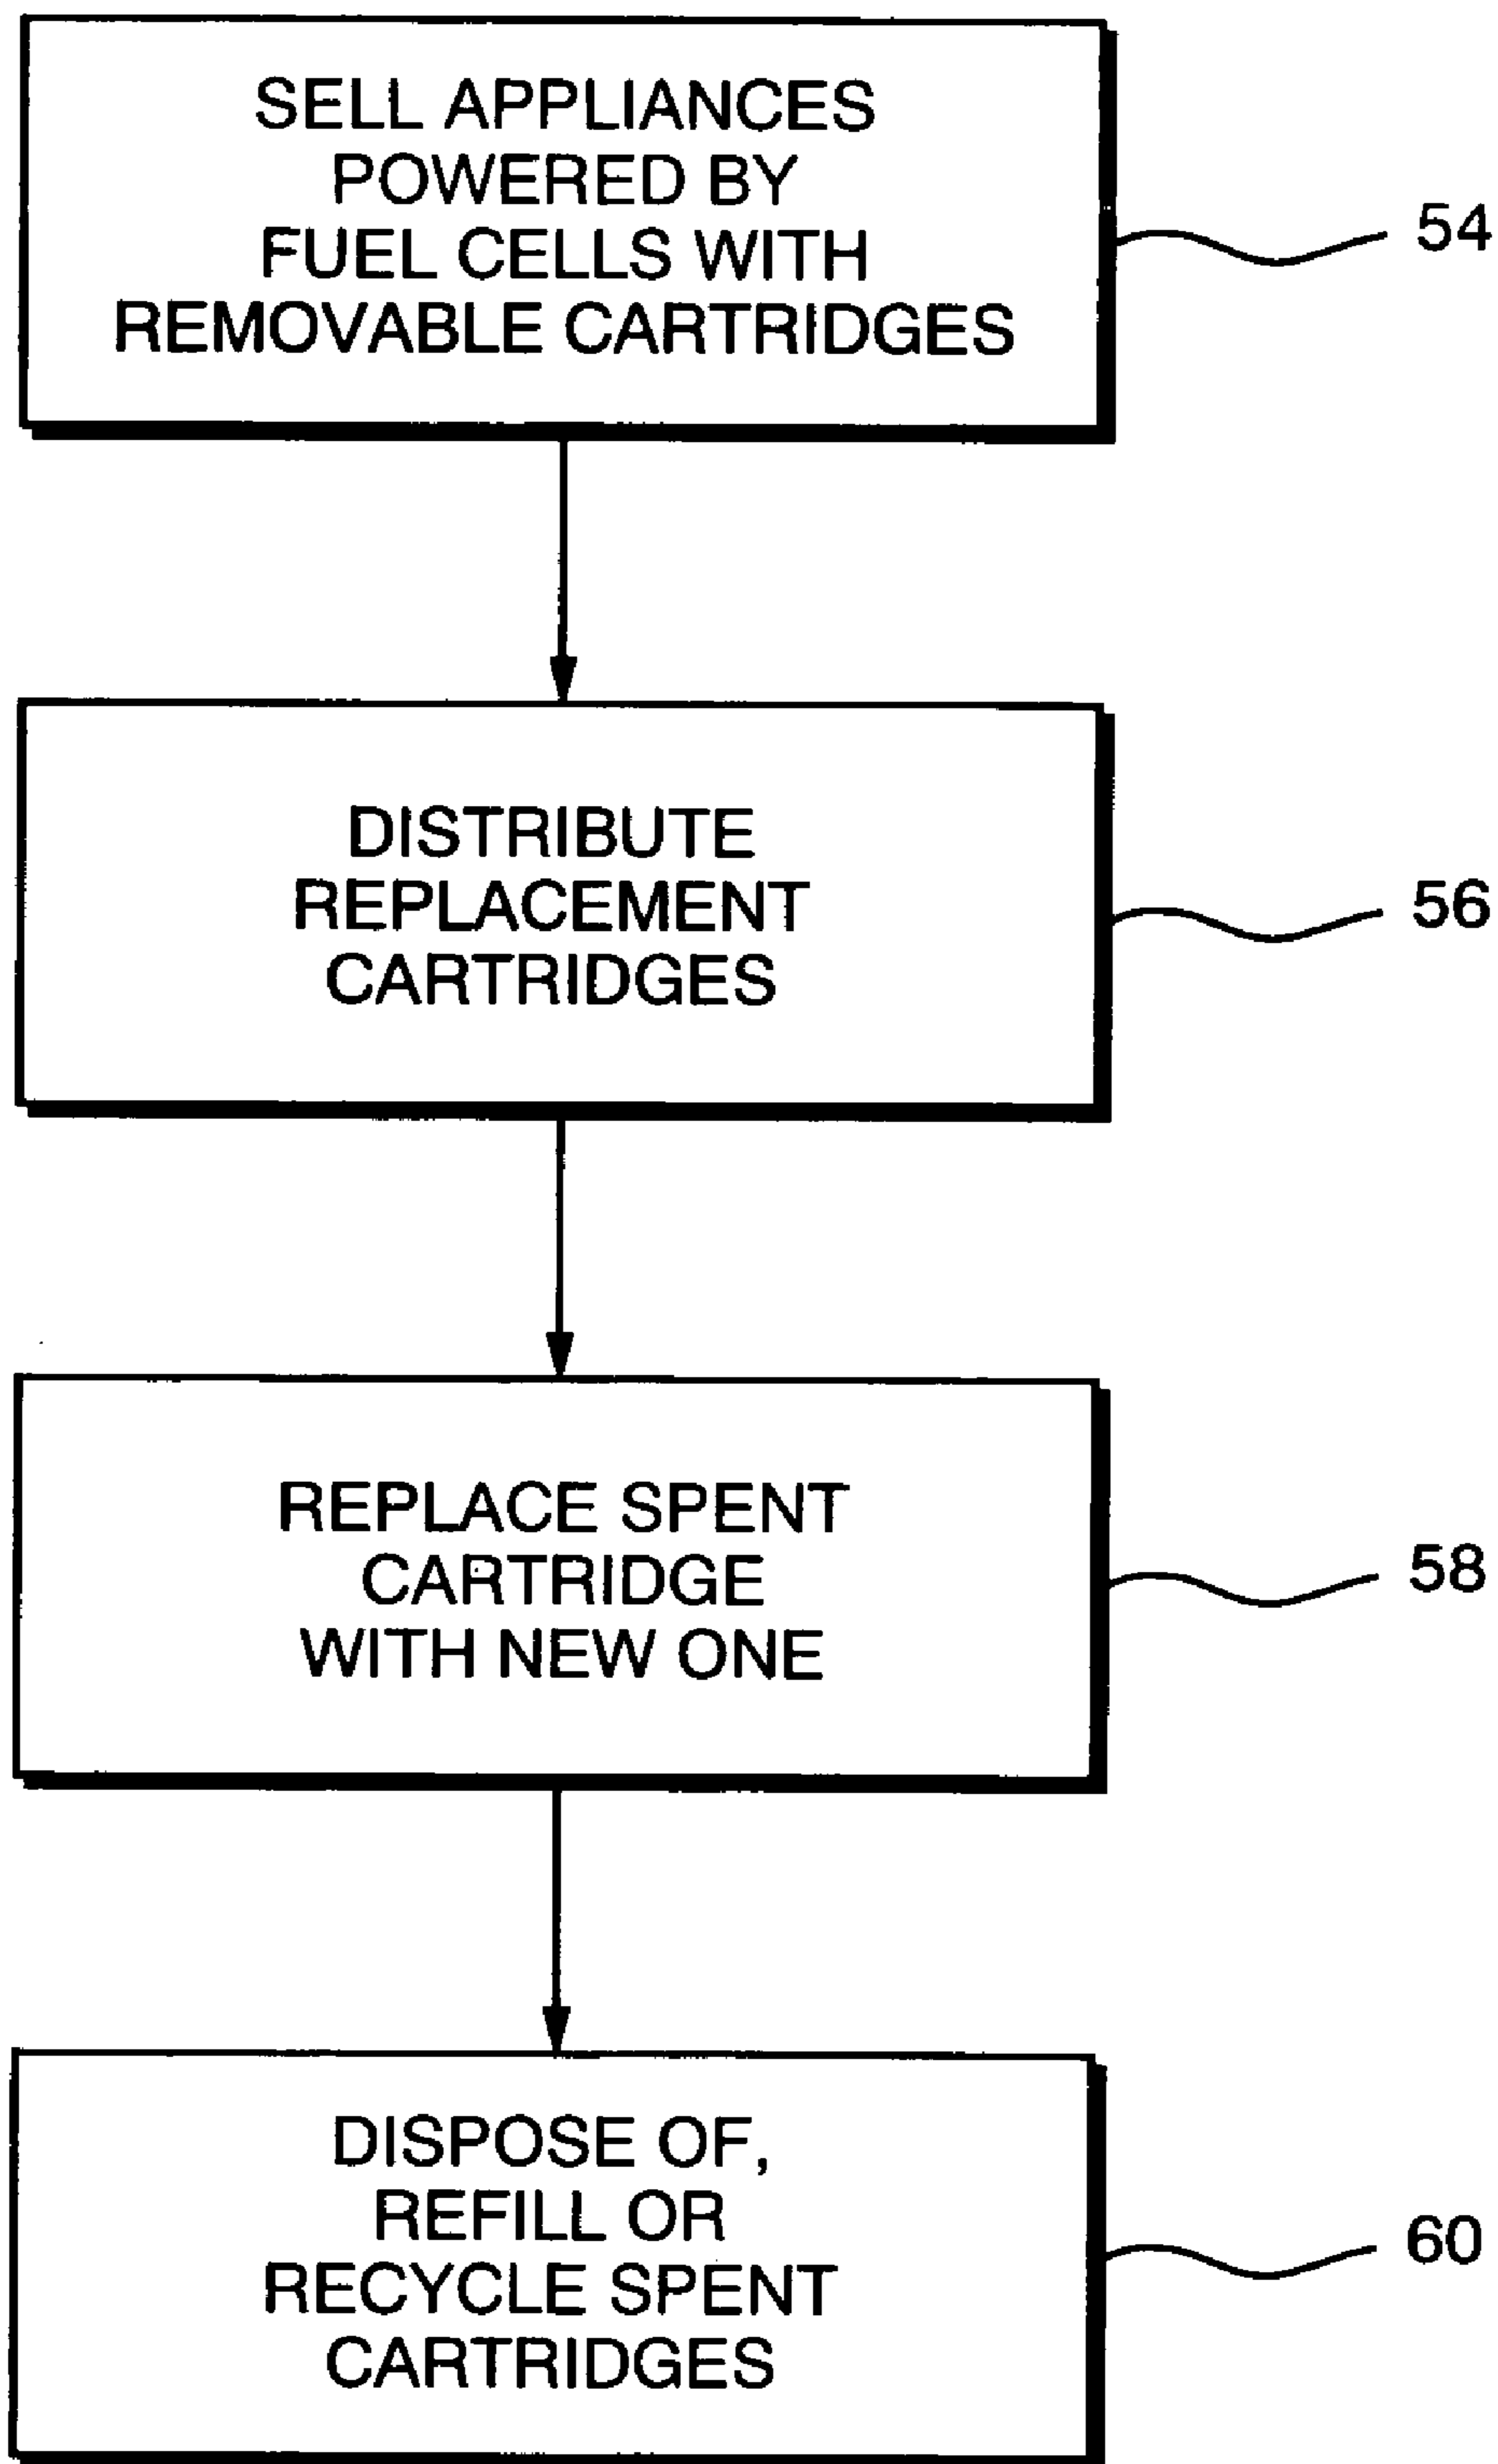 SELL APPLIANCES
POWERED BY
FUEL CELLS WITH
REMOVABLE CARTRIDGES
54
DISTRIBUTE
REPLACEMENT
CARTRIDGES
56
REPLACE SPENT
CARTRIDGE
WITH NEW ONE
58
DISPOSE OF,
REFILL OR
RECYCLE SPENT
CARTRIDGES
60